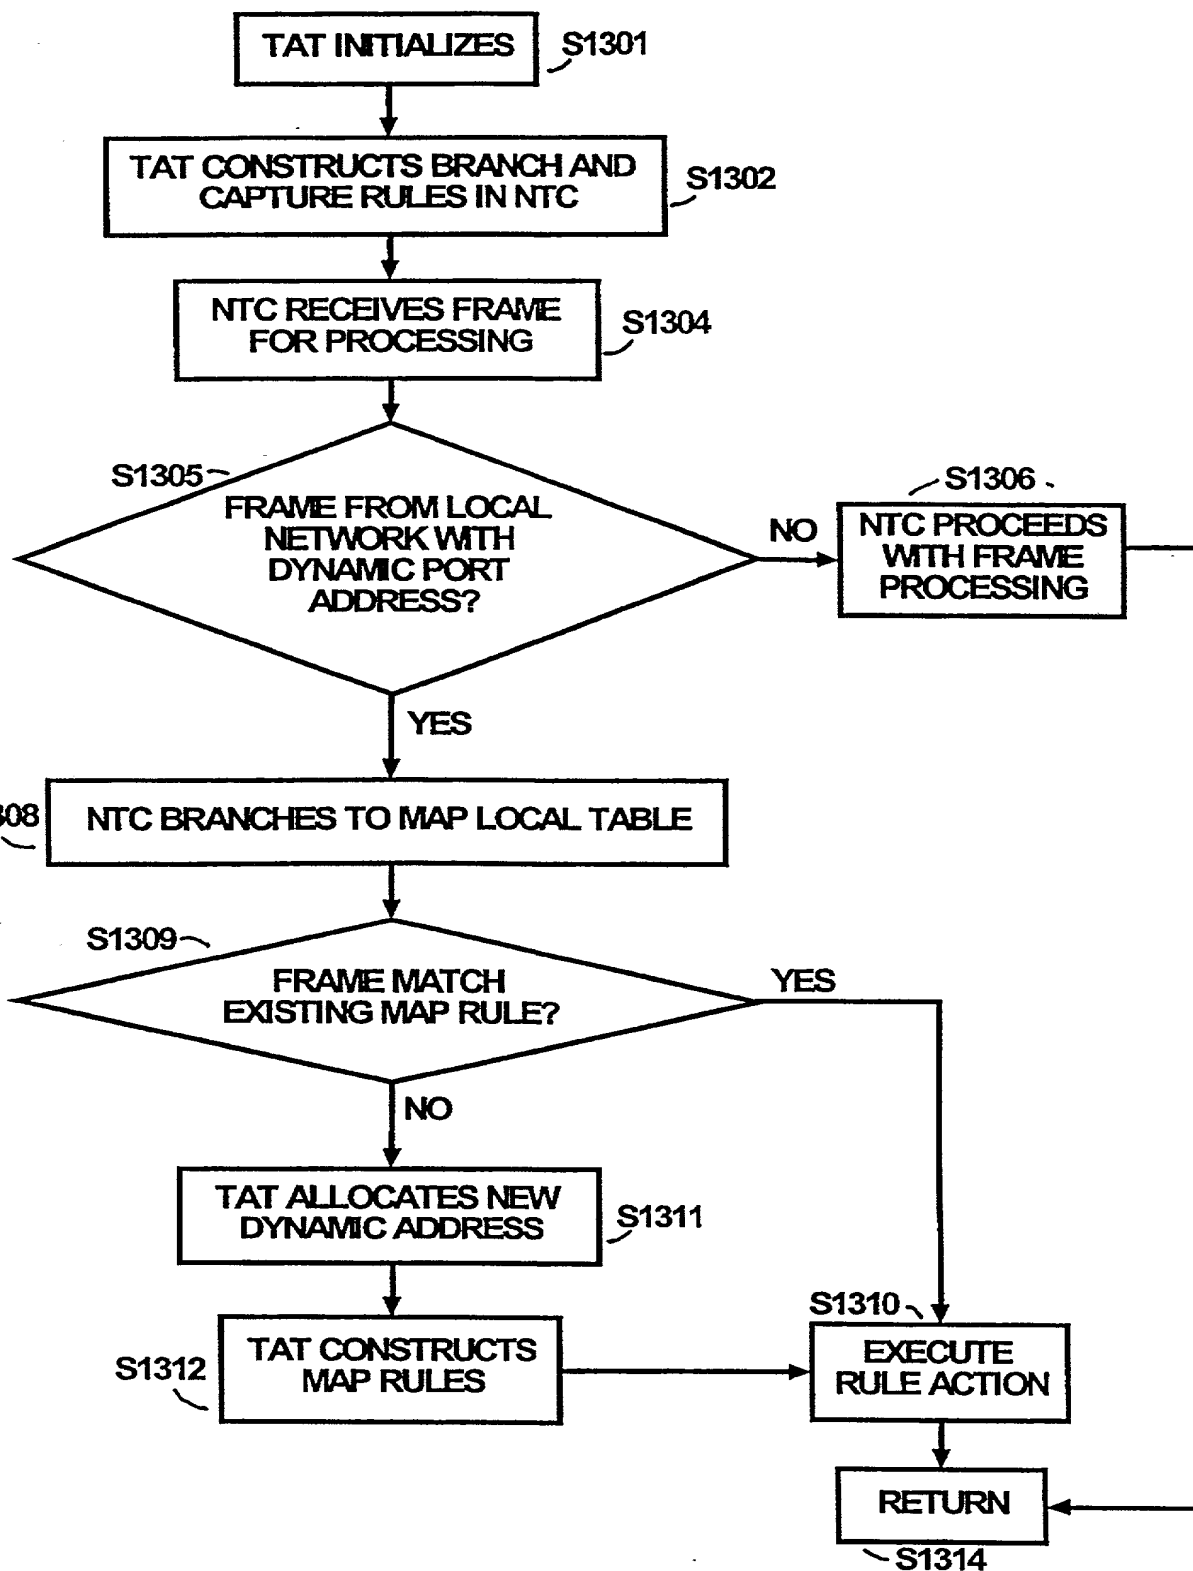 TAT INITIALIZES
S1301
TAT CONSTRUCTS BRANCH AND
CAPTURE RULES IN NTC
S1302
NTC RECEIVES FRAME
FOR PROCESSING
S1304
S1305
FRAME FROM LOCAL
NETWORK WITH
DYNAMIC PORT
ADDRESS?
NO
S1306
NTC PROCEEDS
WITH FRAME
PROCESSING
YES
308
NTC BRANCHES TO MAP LOCAL TABLE
S1309
FRAME MATCH
EXISTING MAP RULE?
YES
NO
TAT ALLOCATES NEW
DYNAMIC ADDRESS
S1311
S1310
TAT CONSTRUCTS
MAP RULES
S1312
EXECUTE
RULE ACTION
RETURN
S1314